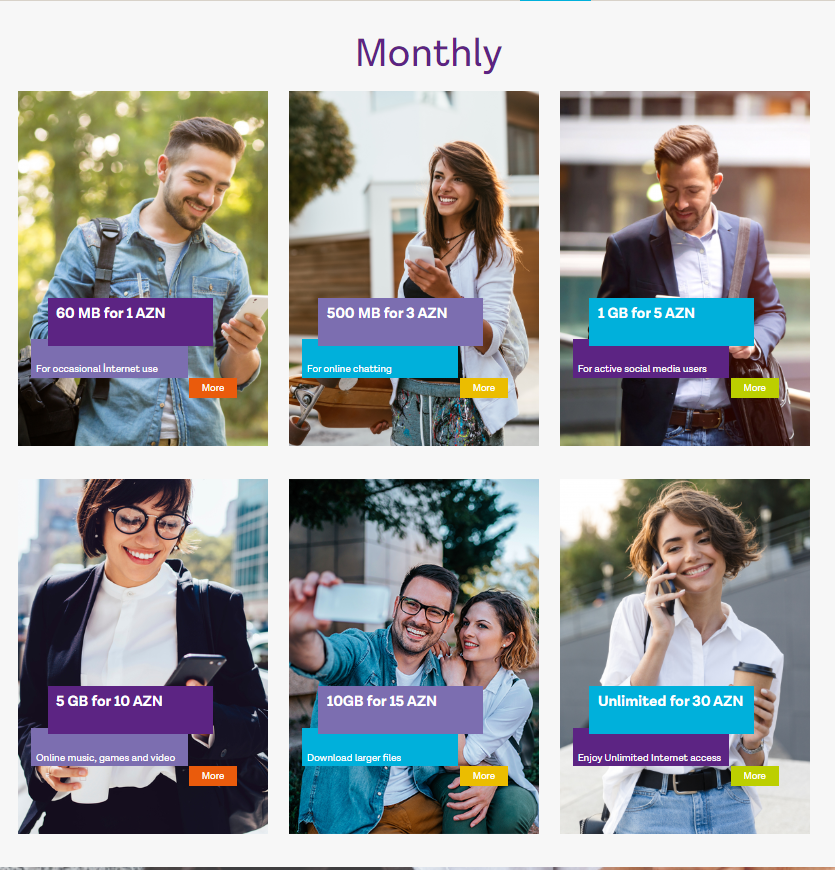 Monthly
60 MB for 1 AZN
For occasional İnternet use
More
500 MB for 3 AZN
For online chatting
More
1 GB for 5 AZN
For active social media users
More
5 GB for 10 AZN
Online music, games and video
More
10GB for 15 AZN
Download larger files
More
Unlimited for 30 AZN
Enjoy Unlimited Internet access
More